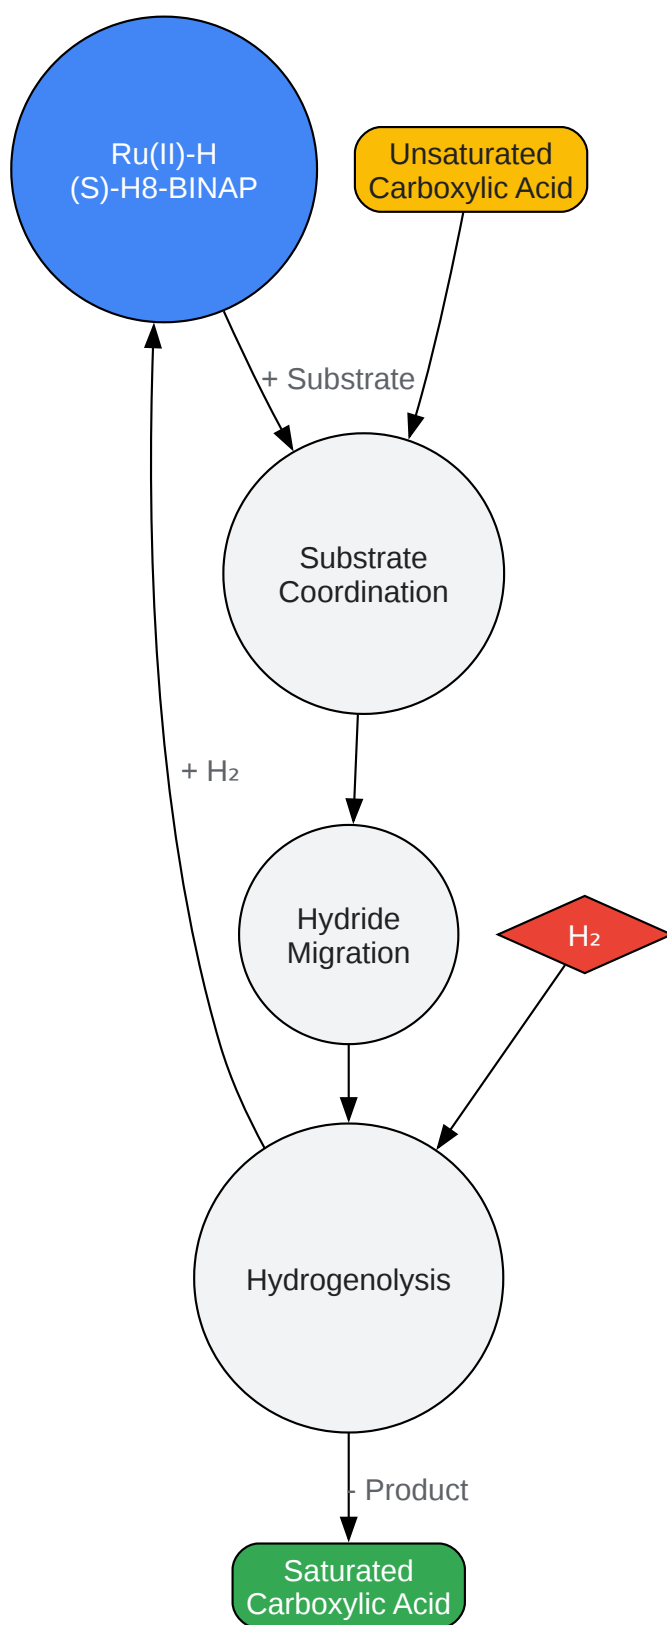 Ru(II)-H
(S)-H8-BINAP
Unsaturated
Carboxylic Acid
+ Substrate
Substrate
Coordination
+ H₂
Hydride
Migration
H₂
Hydrogenolysis
- Product
Saturated
Carboxylic Acid